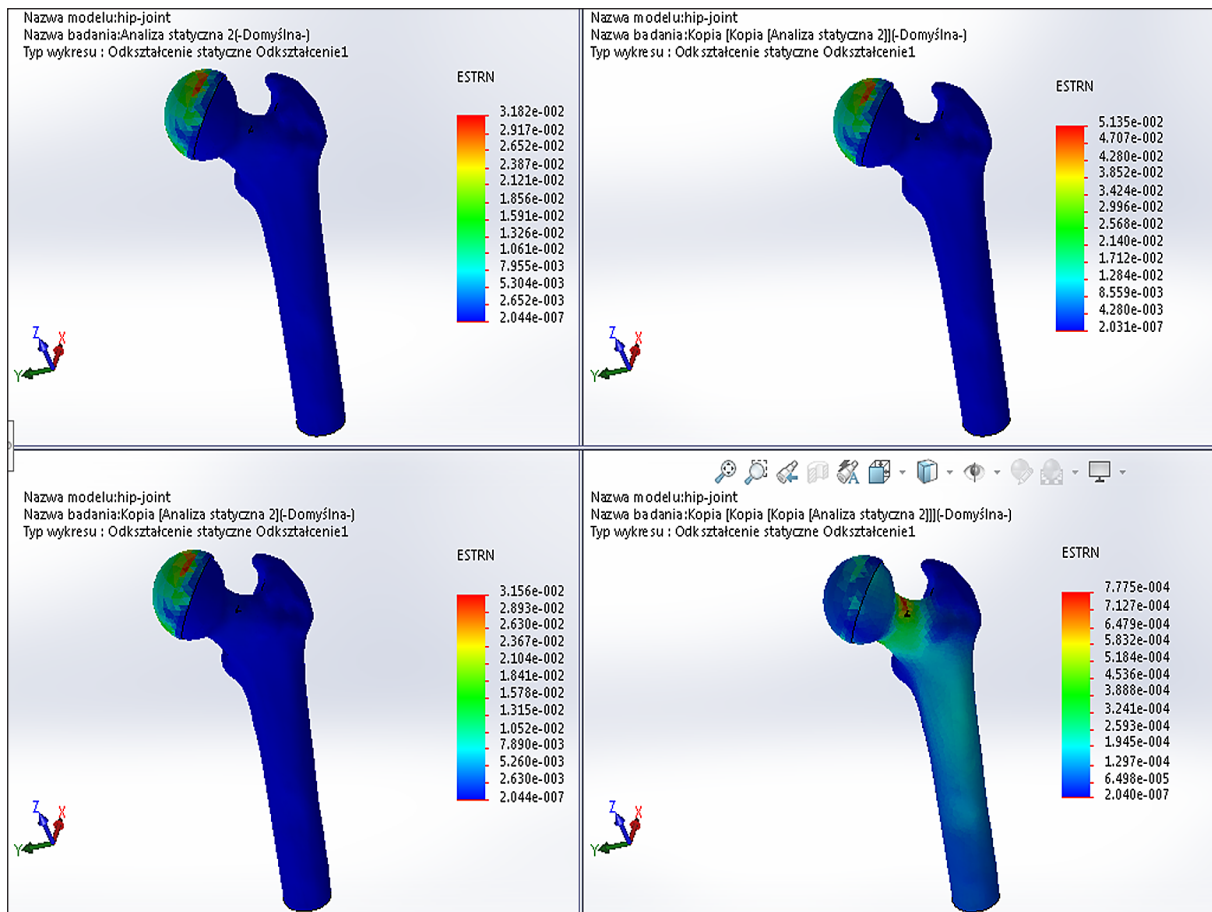 Nazwa modelu:hip-joint
Nazwa badania:Analiza statyczna 2(-Domyślna-)
Typ wykresu : Odkształcenie statyczne Odkształcenie1
ESTRN
3.182e-002
2.917e-002
2.652e-002
2.387e-002
2.121e-002
1.856e-002
1.591e-002
1.326e-002
1.061e-002
7.955e-003
5.304e-003
2.652e-003
2.044e-007
Z
X
Y
Nazwa modelu:hip-joint
Nazwa badania:Kopia [Kopia [Analiza statyczna 2]](-Domyślna-)
Typ wykresu : Odkształcenie statyczne Odkształcenie1
ESTRN
5.135e-002
4.707e-002
4.280e-002
3.852e-002
3.424e-002
2.996e-002
2.568e-002
2.140e-002
1.712e-002
1.284e-002
8.559e-003
4.280e-003
2.031e-007
Z
X
Y
Nazwa modelu:hip-joint
Nazwa badania:Kopia [Analiza statyczna 2](-Domyślna-)
Typ wykresu : Odkształcenie statyczne Odkształcenie1
ESTRN
3.156e-002
2.893e-002
2.630e-002
2.367e-002
2.104e-002
1.841e-002
1.578e-002
1.315e-002
1.052e-002
7.890e-003
5.260e-003
2.630e-003
2.044e-007
Z
X
Y
Nazwa modelu:hip-joint
Nazwa badania:Kopia [Kopia [Kopia [Analiza statyczna 2]]](-Domyślna-)
Typ wykresu : Odkształcenie statyczne Odkształcenie1
ESTRN
7.775e-004
7.127e-004
6.479e-004
5.832e-004
5.184e-004
4.536e-004
3.888e-004
3.241e-004
2.593e-004
1.945e-004
1.297e-004
6.498e-005
2.040e-007
Z
X
Y